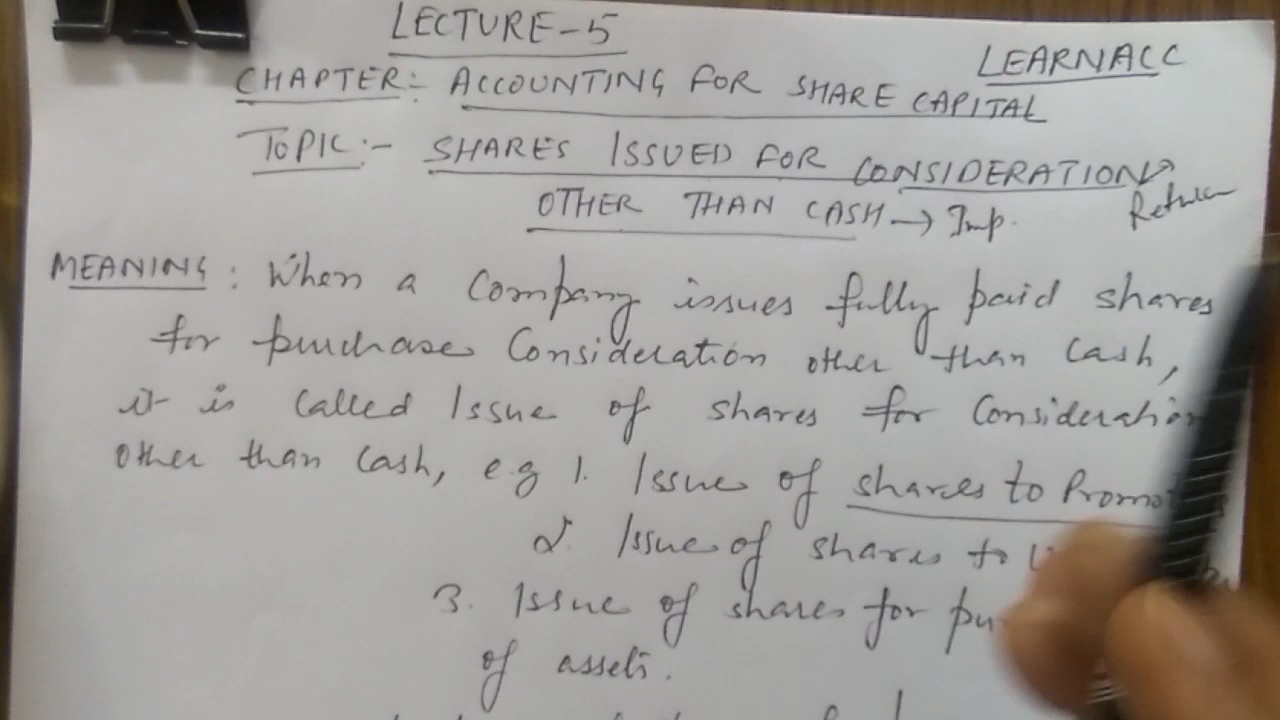 LECTURE-5
LEARNACC
CHAPTER:- ACCOUNTING FOR SHARE CAPITAL
TOPIC:- SHARES ISSUED FOR CONSIDERATION
OTHER THAN CASH → Imp.
Return
MEANING: When a Company issues fully paid shares
for purchase Consideration other than Cash,
it is called Issue of shares for Consideration
other than Cash, e.g 1. Issue of shares to
2. Issue of shares to
3. Issue of shares for
of assets.